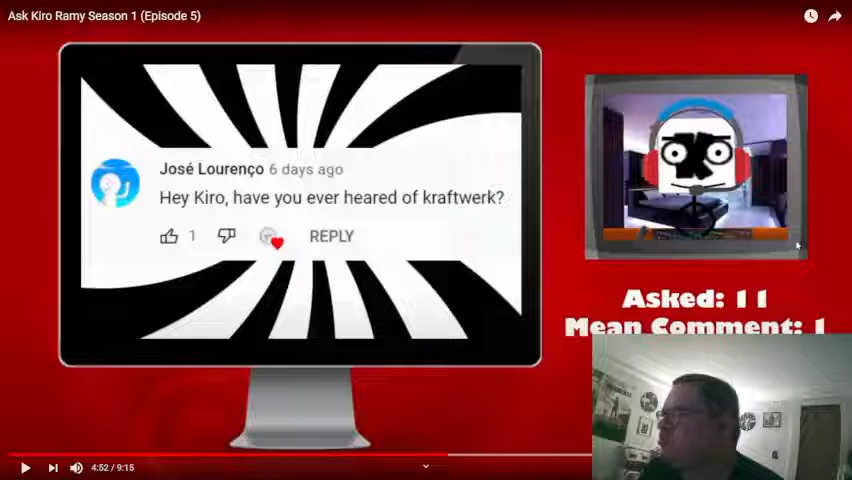 Ask Kiro Ramy Season 1 (Episode 5)
José Lourenço 6 days ago
Hey Kiro, have you ever heared of kraftwerk?
1
REPLY
Asked: 11
Mean Comment: 1
4:52 / 9:15